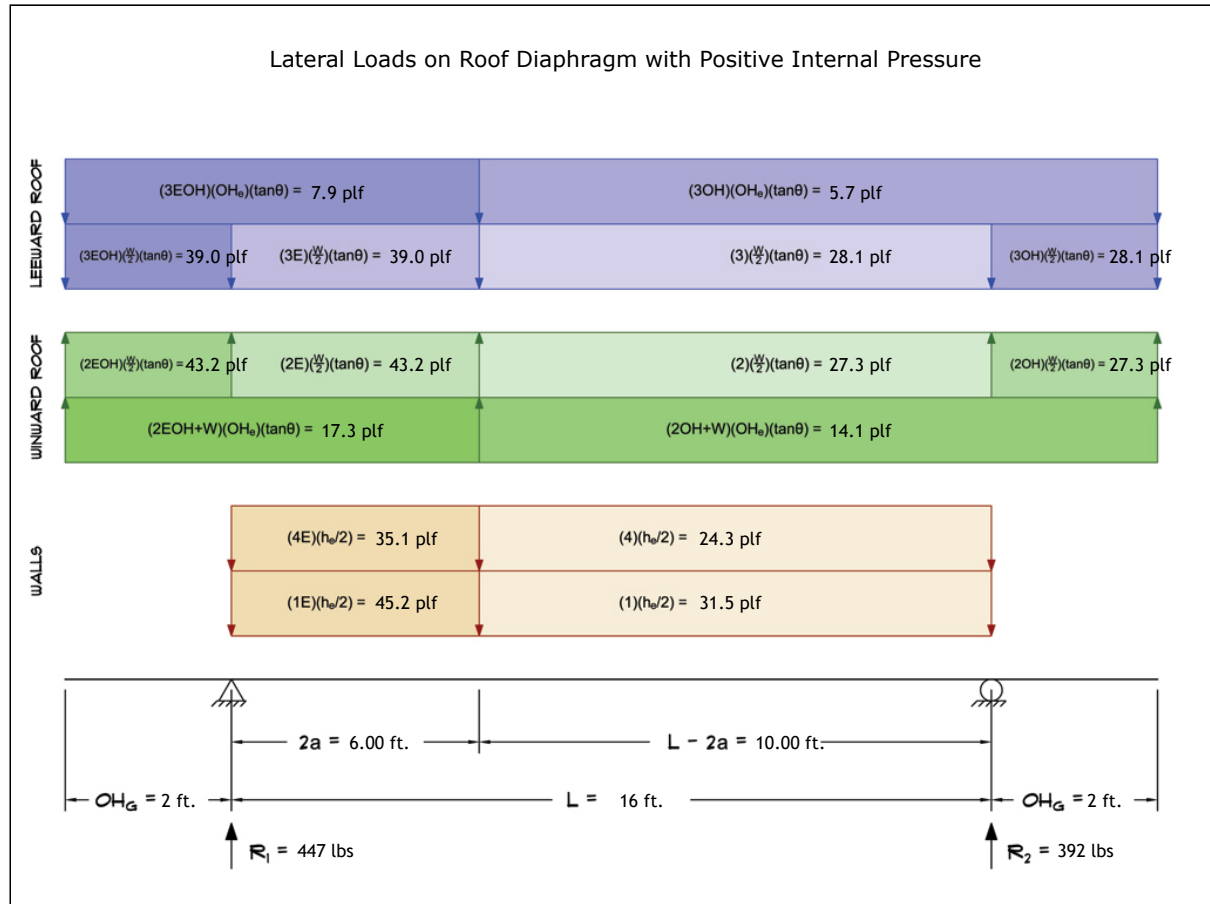 Lateral Loads on Roof Diaphragm with Positive Internal Pressure
LEEWARD ROOF
(3EOH)(OHₑ)(tanθ) = 7.9 plf
(3OH)(OHₑ)(tanθ) = 5.7 plf
(3EOH)(W/2)(tanθ) = 39.0 plf
(3E)(W/2)(tanθ) = 39.0 plf
(3)(W/2)(tanθ) = 28.1 plf
(3OH)(W/2)(tanθ) = 28.1 plf
WINWARD ROOF
(2EOH)(W/2)(tanθ) = 43.2 plf
(2E)(W/2)(tanθ) = 43.2 plf
(2)(W/2)(tanθ) = 27.3 plf
(2OH)(W/2)(tanθ) = 27.3 plf
(2EOH+W)(OHₑ)(tanθ) = 17.3 plf
(2OH+W)(OHₑ)(tanθ) = 14.1 plf
WALLS
(4E)(hₑ/2) = 35.1 plf
(4)(hₑ/2) = 24.3 plf
(1E)(hₑ/2) = 45.2 plf
(1)(hₑ/2) = 31.5 plf
2a = 6.00 ft.
L - 2a = 10.00 ft.
OH_G = 2 ft.
L = 16 ft.
OH_G = 2 ft.
R₁ = 447 lbs
R₂ = 392 lbs